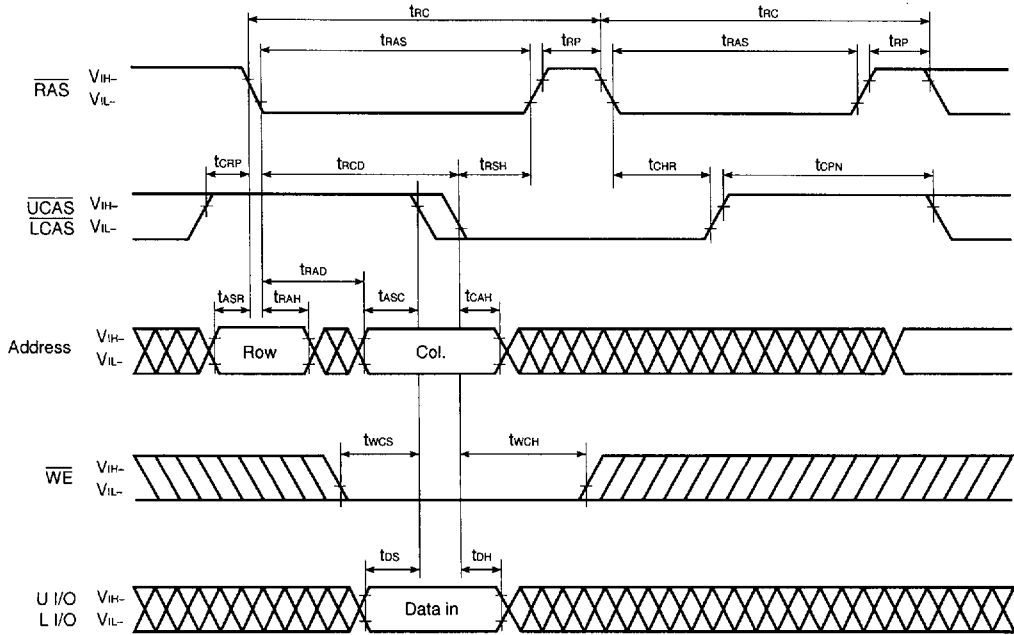 tRC tRC
tRAS tRP tRAS tRP
RAS VIH–
VIL–
tCRP tRCD tRSH tCHR tCPN
UCAS VIH–
LCAS VIL–
tRAD
tASR tRAH tASC tCAH
Address VIH–
VIL–
Row Col.
tWCS tWCH
WE VIH–
VIL–
tDS tDH
U I/O VIH–
L I/O VIL–
Data in